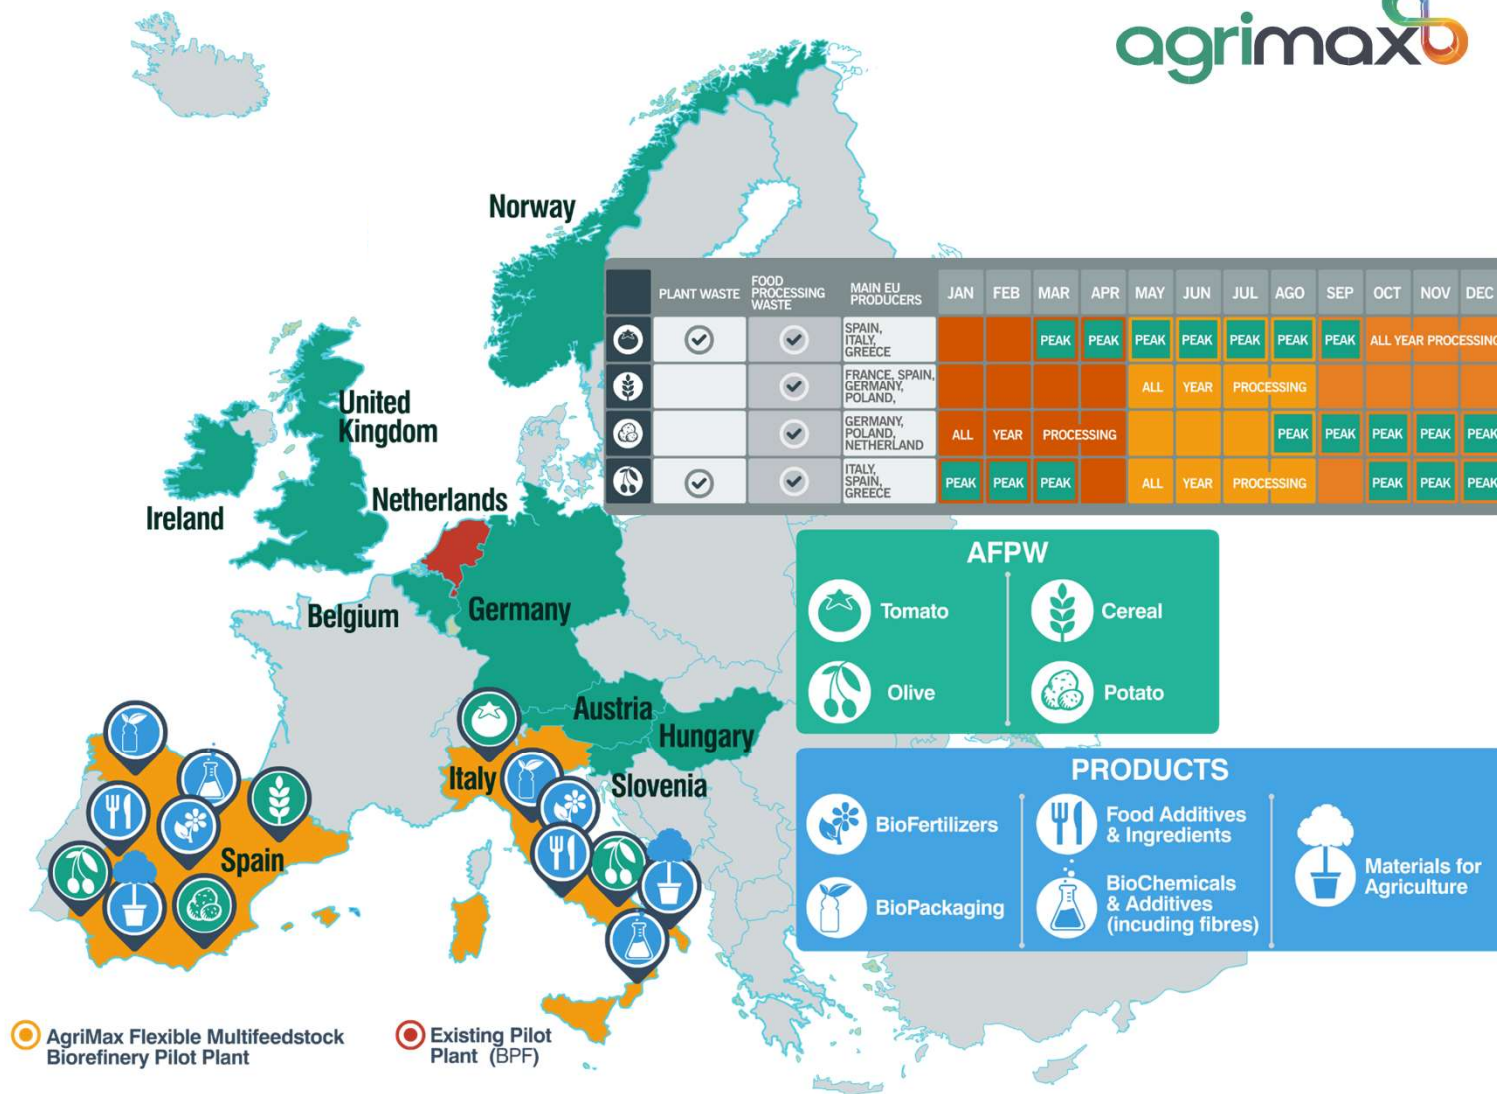 agrimax
Norway
United
Kingdom
Ireland
Netherlands
Belgium
Germany
Austria
Hungary
Slovenia
Italy
Spain
PLANT WASTE
FOOD
PROCESSING
WASTE
MAIN EU
PRODUCERS
JAN FEB MAR APR MAY JUN JUL AGO SEP OCT NOV DEC
SPAIN,
ITALY,
GREECE
PEAK PEAK PEAK PEAK PEAK PEAK PEAK ALL YEAR PROCESSING
FRANCE, SPAIN,
GERMANY,
POLAND,
ALL YEAR PROCESSING
GERMANY,
POLAND,
NETHERLAND
ALL YEAR PROCESSING PEAK PEAK PEAK PEAK PEAK
ITALY,
SPAIN,
GREECE
PEAK PEAK PEAK ALL YEAR PROCESSING PEAK PEAK PEAK
AFPW
Tomato
Cereal
Olive
Potato
PRODUCTS
BioFertilizers
Food Additives
& Ingredients
Materials for
Agriculture
BioPackaging
BioChemicals
& Additives
(incuding fibres)
AgriMax Flexible Multifeedstock
Biorefinery Pilot Plant
Existing Pilot
Plant (BPF)